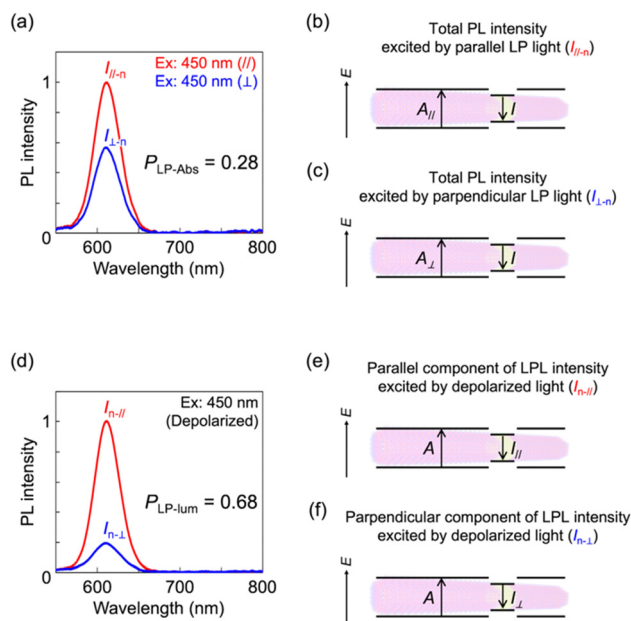 (a)
I//-n
Ex: 450 nm (//)
Ex: 450 nm (⊥)
1
I⊥-n
PLP-Abs = 0.28
PL intensity
0
600 700 800
Wavelength (nm)
(b)
Total PL intensity
excited by parallel LP light (I//-n)
E
A//
I
(c)
Total PL intensity
excited by parpendicular LP light (I⊥-n)
E
A⊥
I
(d)
In-//
Ex: 450 nm
(Depolarized)
1
PLP-lum = 0.68
In-⊥
PL intensity
0
600 700 800
Wavelength (nm)
(e)
Parallel component of LPL intensity
excited by depolarized light (In-//)
E
A
I//
(f)
Parpendicular component of LPL intensity
excited by depolarized light (In-⊥)
E
A
I⊥